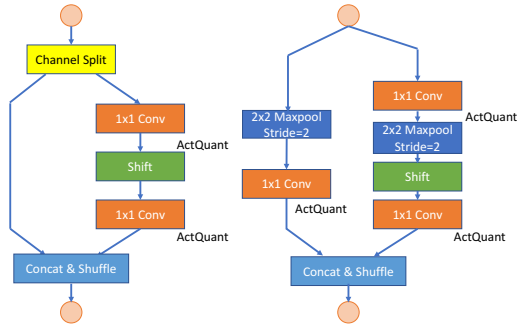 Channel Split
1x1 Conv
ActQuant
Shift
1x1 Conv
ActQuant
Concat & Shuffle
2x2 Maxpool
Stride=2
1x1 Conv
ActQuant
1x1 Conv
ActQuant
2x2 Maxpool
Stride=2
Shift
1x1 Conv
ActQuant
Concat & Shuffle